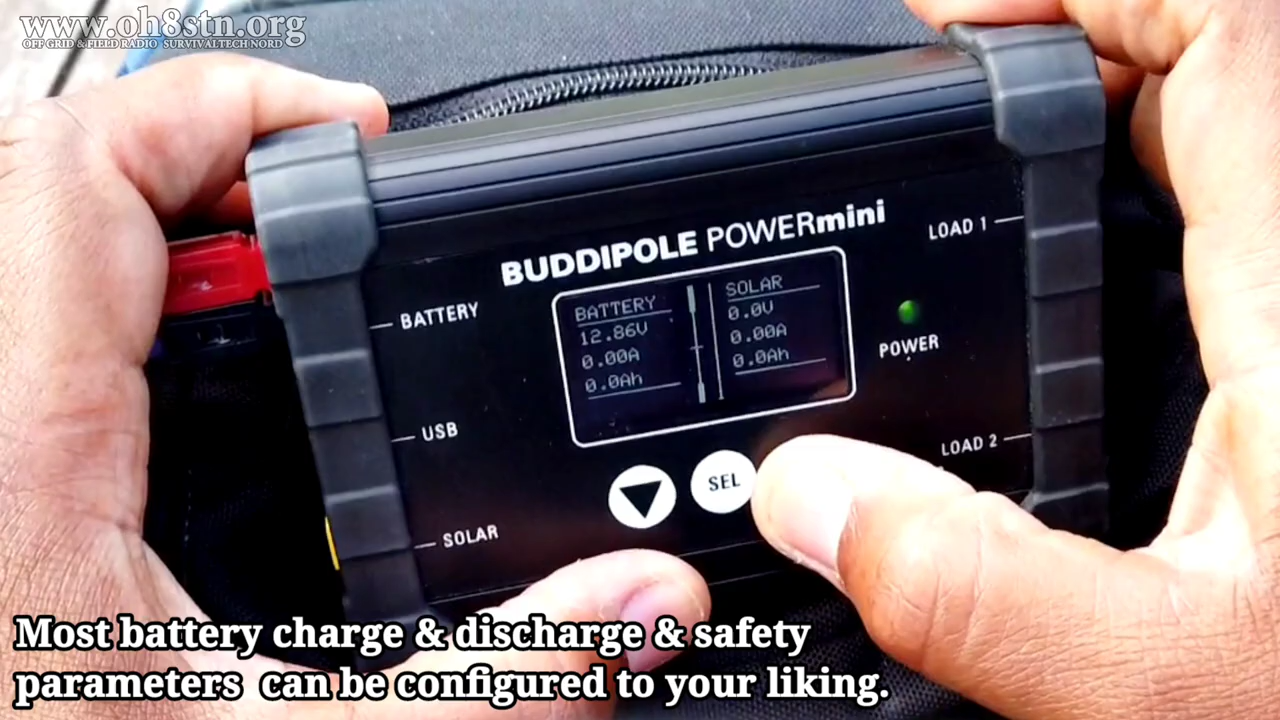 www.oh8stn.org
OFF GRID & FIELD RADIO SURVIVALTECH NORD
BUDDIPOLE POWERmini
LOAD 1
BATTERY
BATTERY
12.86V
0.00A
0.0Ah
SOLAR
0.0V
0.00A
0.0Ah
POWER
USB
LOAD 2
SEL
SOLAR
Most battery charge & discharge & safety
parameters can be configured to your liking.